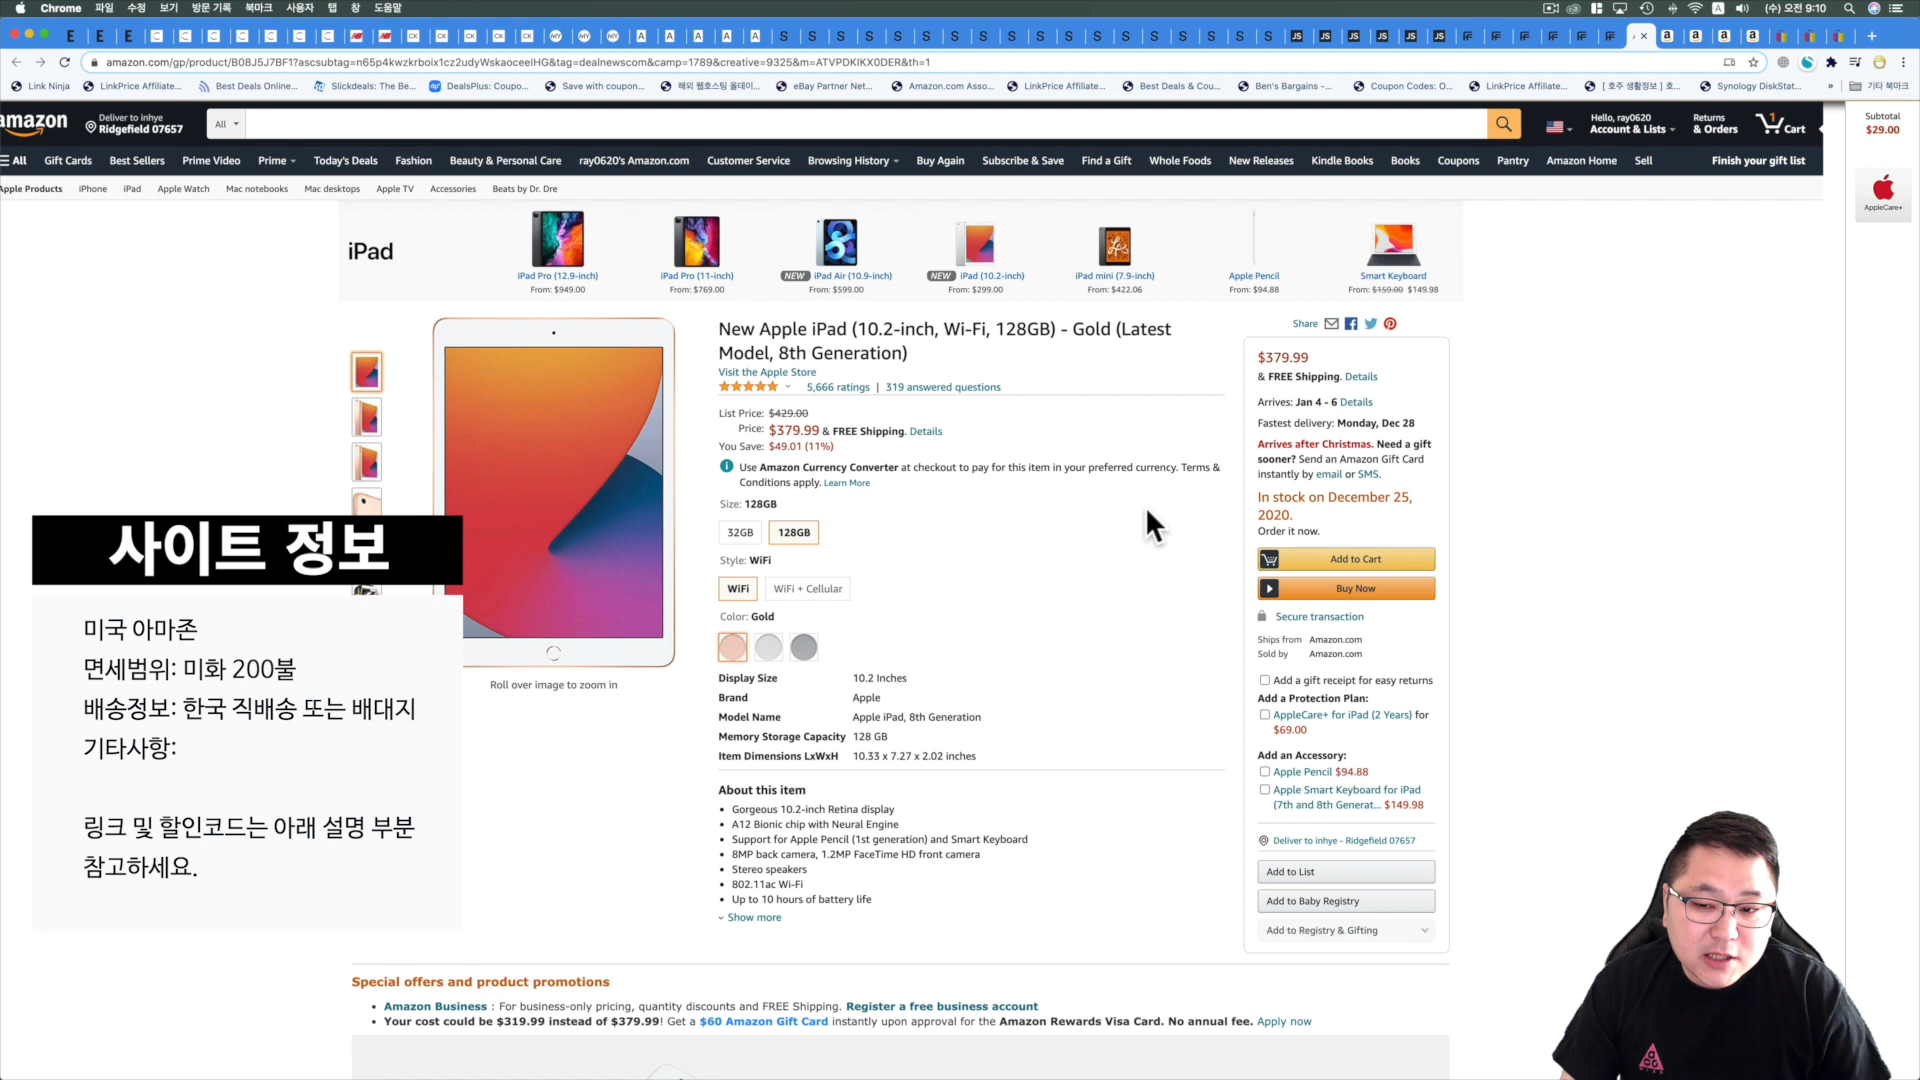 Chrome 파일 수정 보기 방문 기록 북마크 사용자 탭 창 도움말
(수) 오전 9:10
amazon.com/gp/product/B08J5J7BF1?ascsubtag=n65p4kwzkrboix1cz2udyWskaoceelHG&tag=dealnewscom&camp=1789&creative=9325&m=ATVPDKIKX0DER&th=1
Link Ninja LinkPrice Affiliate... Best Deals Online... Slickdeals: The Be... DealsPlus: Coupo... Save with coupon... 해외 웹호스팅 올데이... eBay Partner Net... Amazon.com Asso... LinkPrice Affiliate... Best Deals & Cou... Ben's Bargains -... Coupon Codes: O... LinkPrice Affiliate... [ 호주 생활정보 ] 호... Synology DiskStat... » 기타 북마크
amazon
Deliver to inhye
Ridgefield 07657
All
Hello, ray0620
Account & Lists
Returns
& Orders
1
Cart
Subtotal
$29.00
All Gift Cards Best Sellers Prime Video Prime Today's Deals Fashion Beauty & Personal Care ray0620's Amazon.com Customer Service Browsing History Buy Again Subscribe & Save Find a Gift Whole Foods New Releases Kindle Books Books Coupons Pantry Amazon Home Sell Finish your gift list
Apple Products iPhone iPad Apple Watch Mac notebooks Mac desktops Apple TV Accessories Beats by Dr. Dre
AppleCare+
iPad
iPad Pro (12.9-inch) iPad Pro (11-inch) NEW iPad Air (10.9-inch) NEW iPad (10.2-inch) iPad mini (7.9-inch) Apple Pencil Smart Keyboard
From: $949.00 From: $769.00 From: $599.00 From: $299.00 From: $422.06 From: $94.88 From: $159.00 $149.98
New Apple iPad (10.2-inch, Wi-Fi, 128GB) - Gold (Latest
Model, 8th Generation)
Visit the Apple Store
5,666 ratings | 319 answered questions
List Price: $429.00
Price: $379.99 & FREE Shipping. Details
You Save: $49.01 (11%)
Use Amazon Currency Converter at checkout to pay for this item in your preferred currency. Terms &
Conditions apply. Learn More
Size: 128GB
32GB 128GB
Style: WiFi
WiFi WiFi + Cellular
Color: Gold
Roll over image to zoom in
Display Size 10.2 Inches
Brand Apple
Model Name Apple iPad, 8th Generation
Memory Storage Capacity 128 GB
Item Dimensions LxWxH 10.33 x 7.27 x 2.02 inches
About this item
• Gorgeous 10.2-inch Retina display
• A12 Bionic chip with Neural Engine
• Support for Apple Pencil (1st generation) and Smart Keyboard
• 8MP back camera, 1.2MP FaceTime HD front camera
• Stereo speakers
• 802.11ac Wi-Fi
• Up to 10 hours of battery life
Show more
Share
$379.99
& FREE Shipping. Details
Arrives: Jan 4 - 6 Details
Fastest delivery: Monday, Dec 28
Arrives after Christmas. Need a gift
sooner? Send an Amazon Gift Card
instantly by email or SMS.
In stock on December 25,
2020.
Order it now.
Add to Cart
Buy Now
Secure transaction
Ships from Amazon.com
Sold by Amazon.com
Add a gift receipt for easy returns
Add a Protection Plan:
AppleCare+ for iPad (2 Years) for
$69.00
Add an Accessory:
Apple Pencil $94.88
Apple Smart Keyboard for iPad
(7th and 8th Generat... $149.98
Deliver to inhye - Ridgefield 07657
Add to List
Add to Baby Registry
Add to Registry & Gifting
사이트 정보
미국 아마존
면세범위: 미화 200불
배송정보: 한국 직배송 또는 배대지
기타사항:
링크 및 할인코드는 아래 설명 부분
참고하세요.
Special offers and product promotions
• Amazon Business : For business-only pricing, quantity discounts and FREE Shipping. Register a free business account
• Your cost could be $319.99 instead of $379.99! Get a $60 Amazon Gift Card instantly upon approval for the Amazon Rewards Visa Card. No annual fee. Apply now